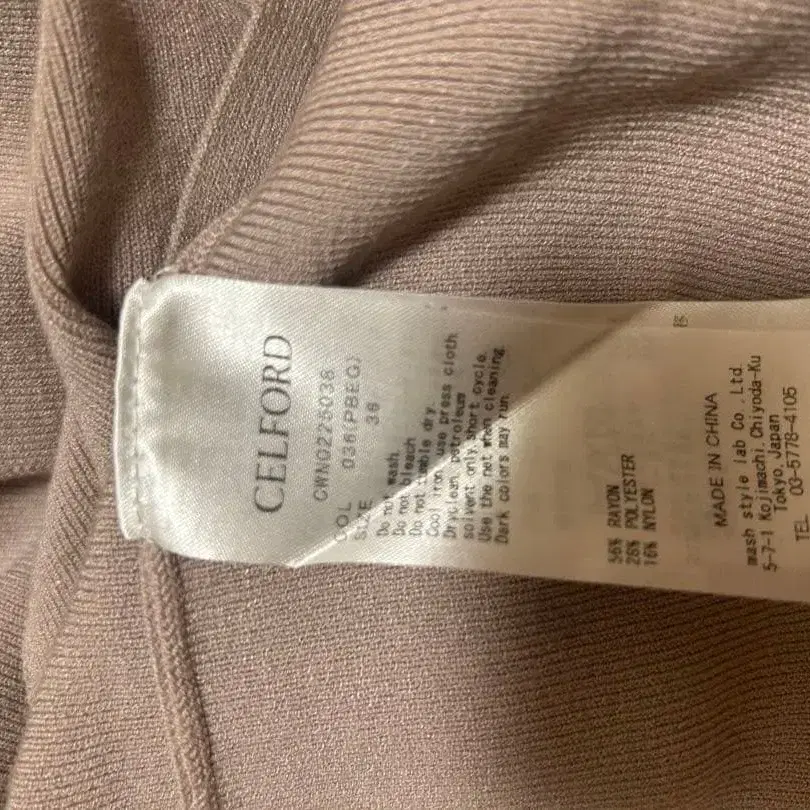 CELFORD
CWNO225036
COL 036(PBEG)
SIZE 36
Do not wash.
Do not bleach
Do not tumble dry.
Cool iron, use press cloth
Dryclean, petroleum
solvent only,short cycle.
Use the net when cleaning.
Dark colors may run.
56% RAYON
28% POLYESTER
16% NYLON
MADE IN CHINA
mash style lab Co.,Ltd.
5-7-1 Kojimachi, Chiyoda-Ku
Tokyo, Japan
TEL 03-5778-4105